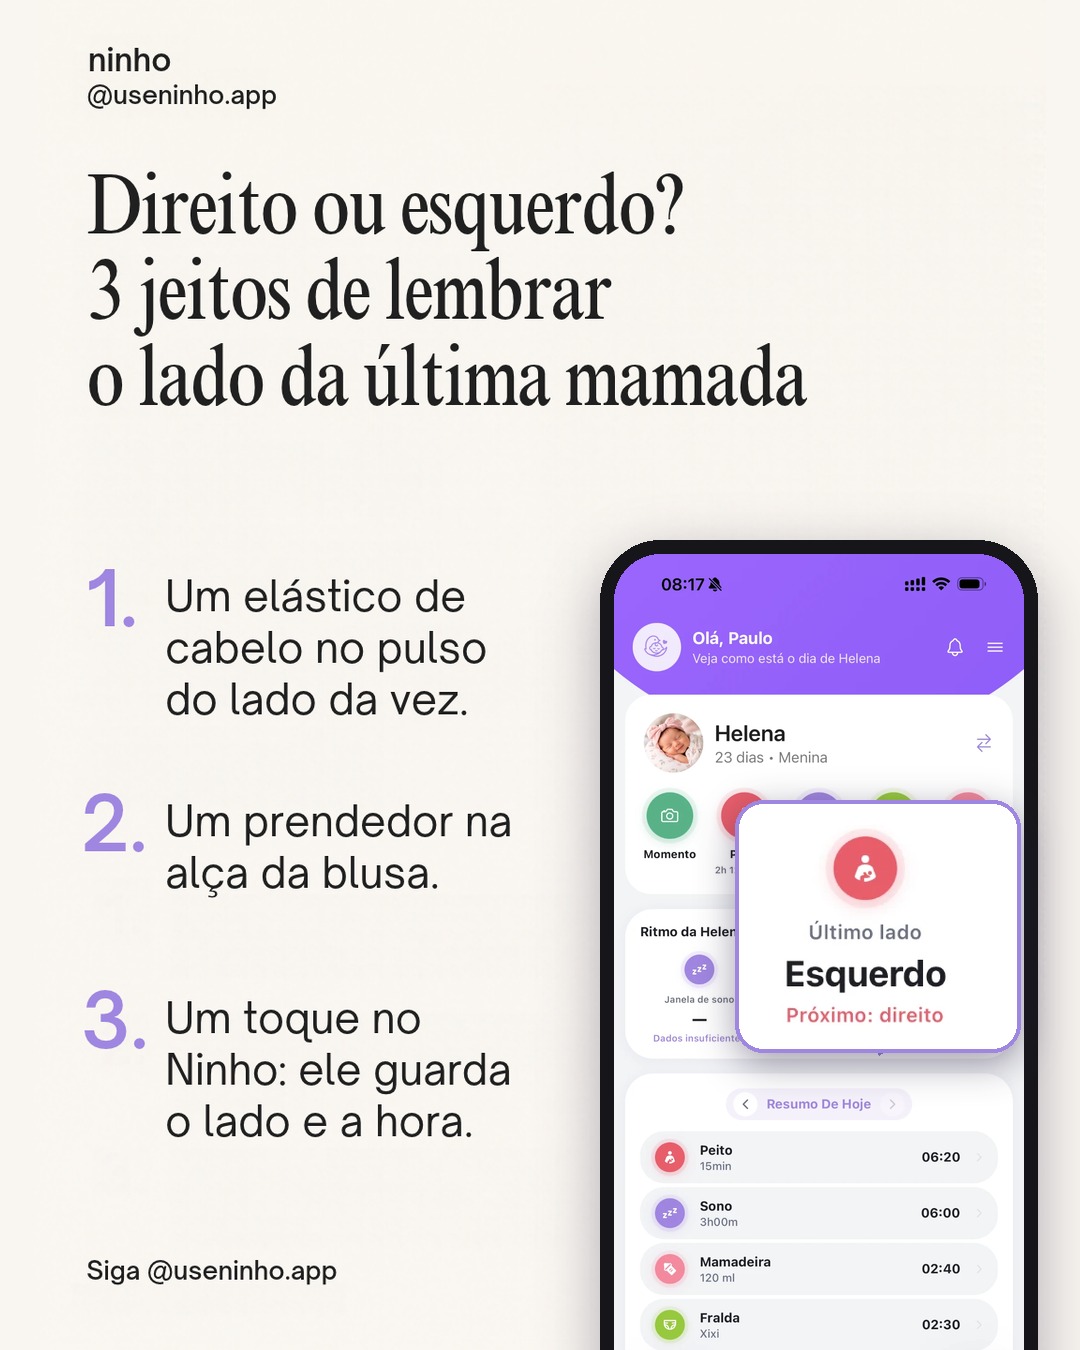 ninho
@useninho.app
Direito ou esquerdo?
3 jeitos de lembrar
o lado da última mamada
1. Um elástico de
cabelo no pulso
do lado da vez.
2. Um prendedor na
alça da blusa.
3. Um toque no
Ninho: ele guarda
o lado e a hora.
Siga @useninho.app
08:17
Olá, Paulo
Veja como está o dia de Helena
Helena
23 dias • Menina
Momento
2h
Ritmo da Helen
zzz
Janela de sono
—
Dados insuficiente
Último lado
Esquerdo
Próximo: direito
Resumo De Hoje
Peito
15min
06:20
zzz
Sono
3h00m
06:00
Mamadeira
120 ml
02:40
Fralda
Xixi
02:30